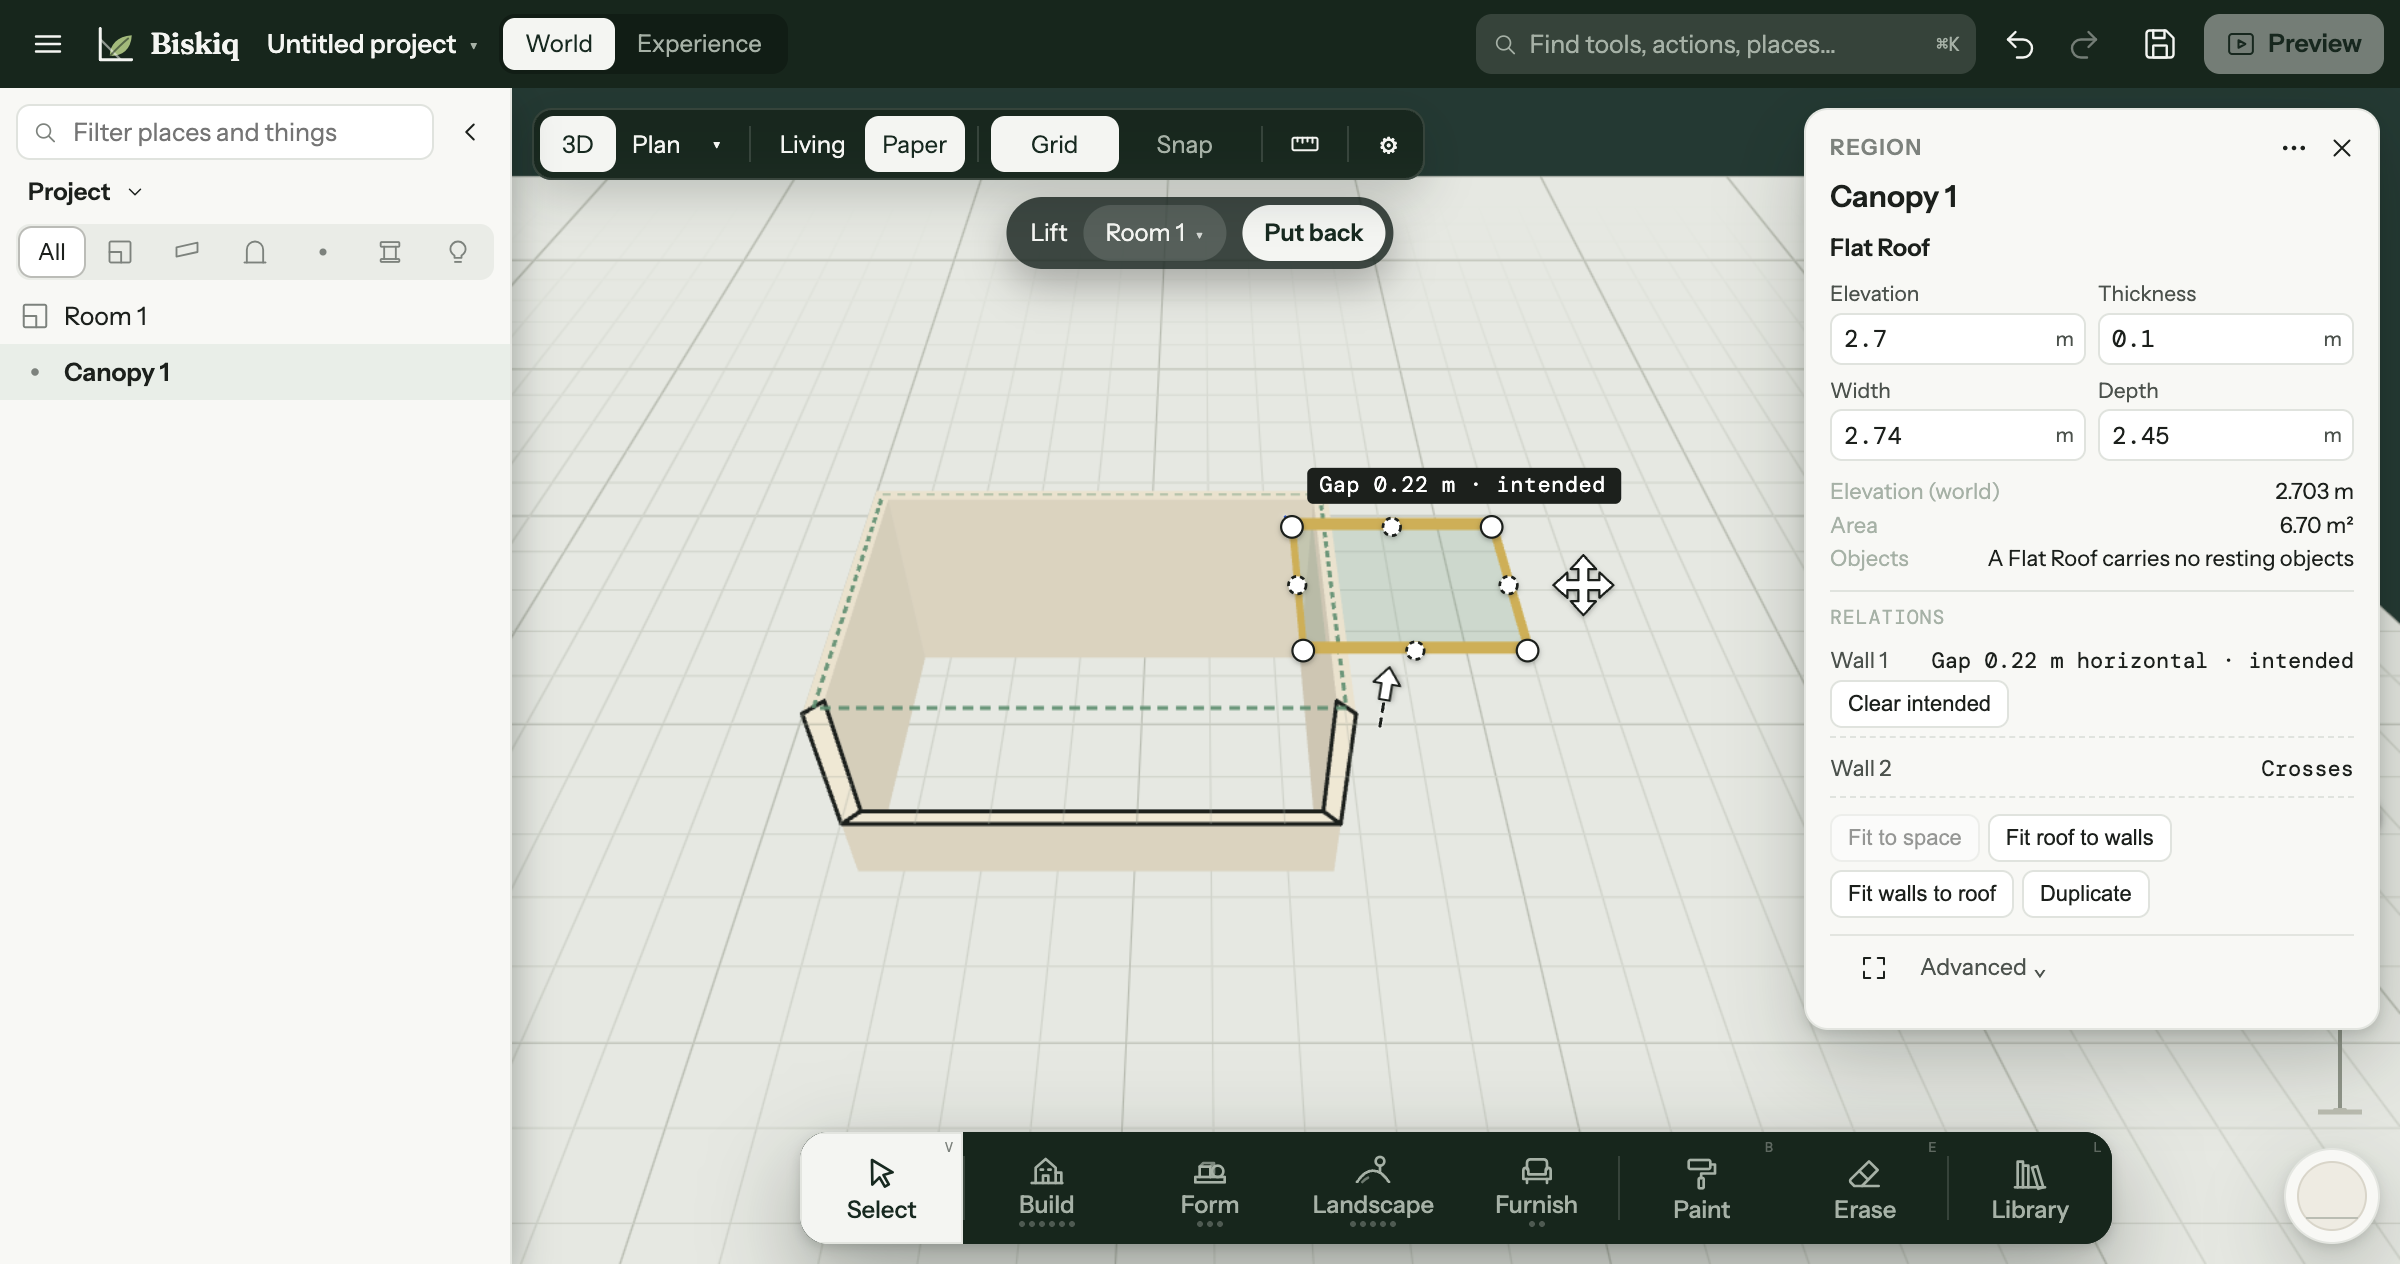 Biskiq
Untitled project
World
Experience
Find tools, actions, places...
⌘K
Preview
Filter places and things
Project
All
Room 1
Canopy 1
3D
Plan
Living
Paper
Grid
Snap
Lift
Room 1
Put back
Gap 0.22 m · intended
REGION
Canopy 1
Flat Roof
Elevation
Thickness
2.7 m
0.1 m
Width
Depth
2.74 m
2.45 m
Elevation (world) 2.703 m
Area 6.70 m²
Objects A Flat Roof carries no resting objects
RELATIONS
Wall 1 Gap 0.22 m horizontal · intended
Clear intended
Wall 2 Crosses
Fit to space
Fit roof to walls
Fit walls to roof
Duplicate
Advanced
V
Select
Build
Form
Landscape
Furnish
B
Paint
E
Erase
L
Library